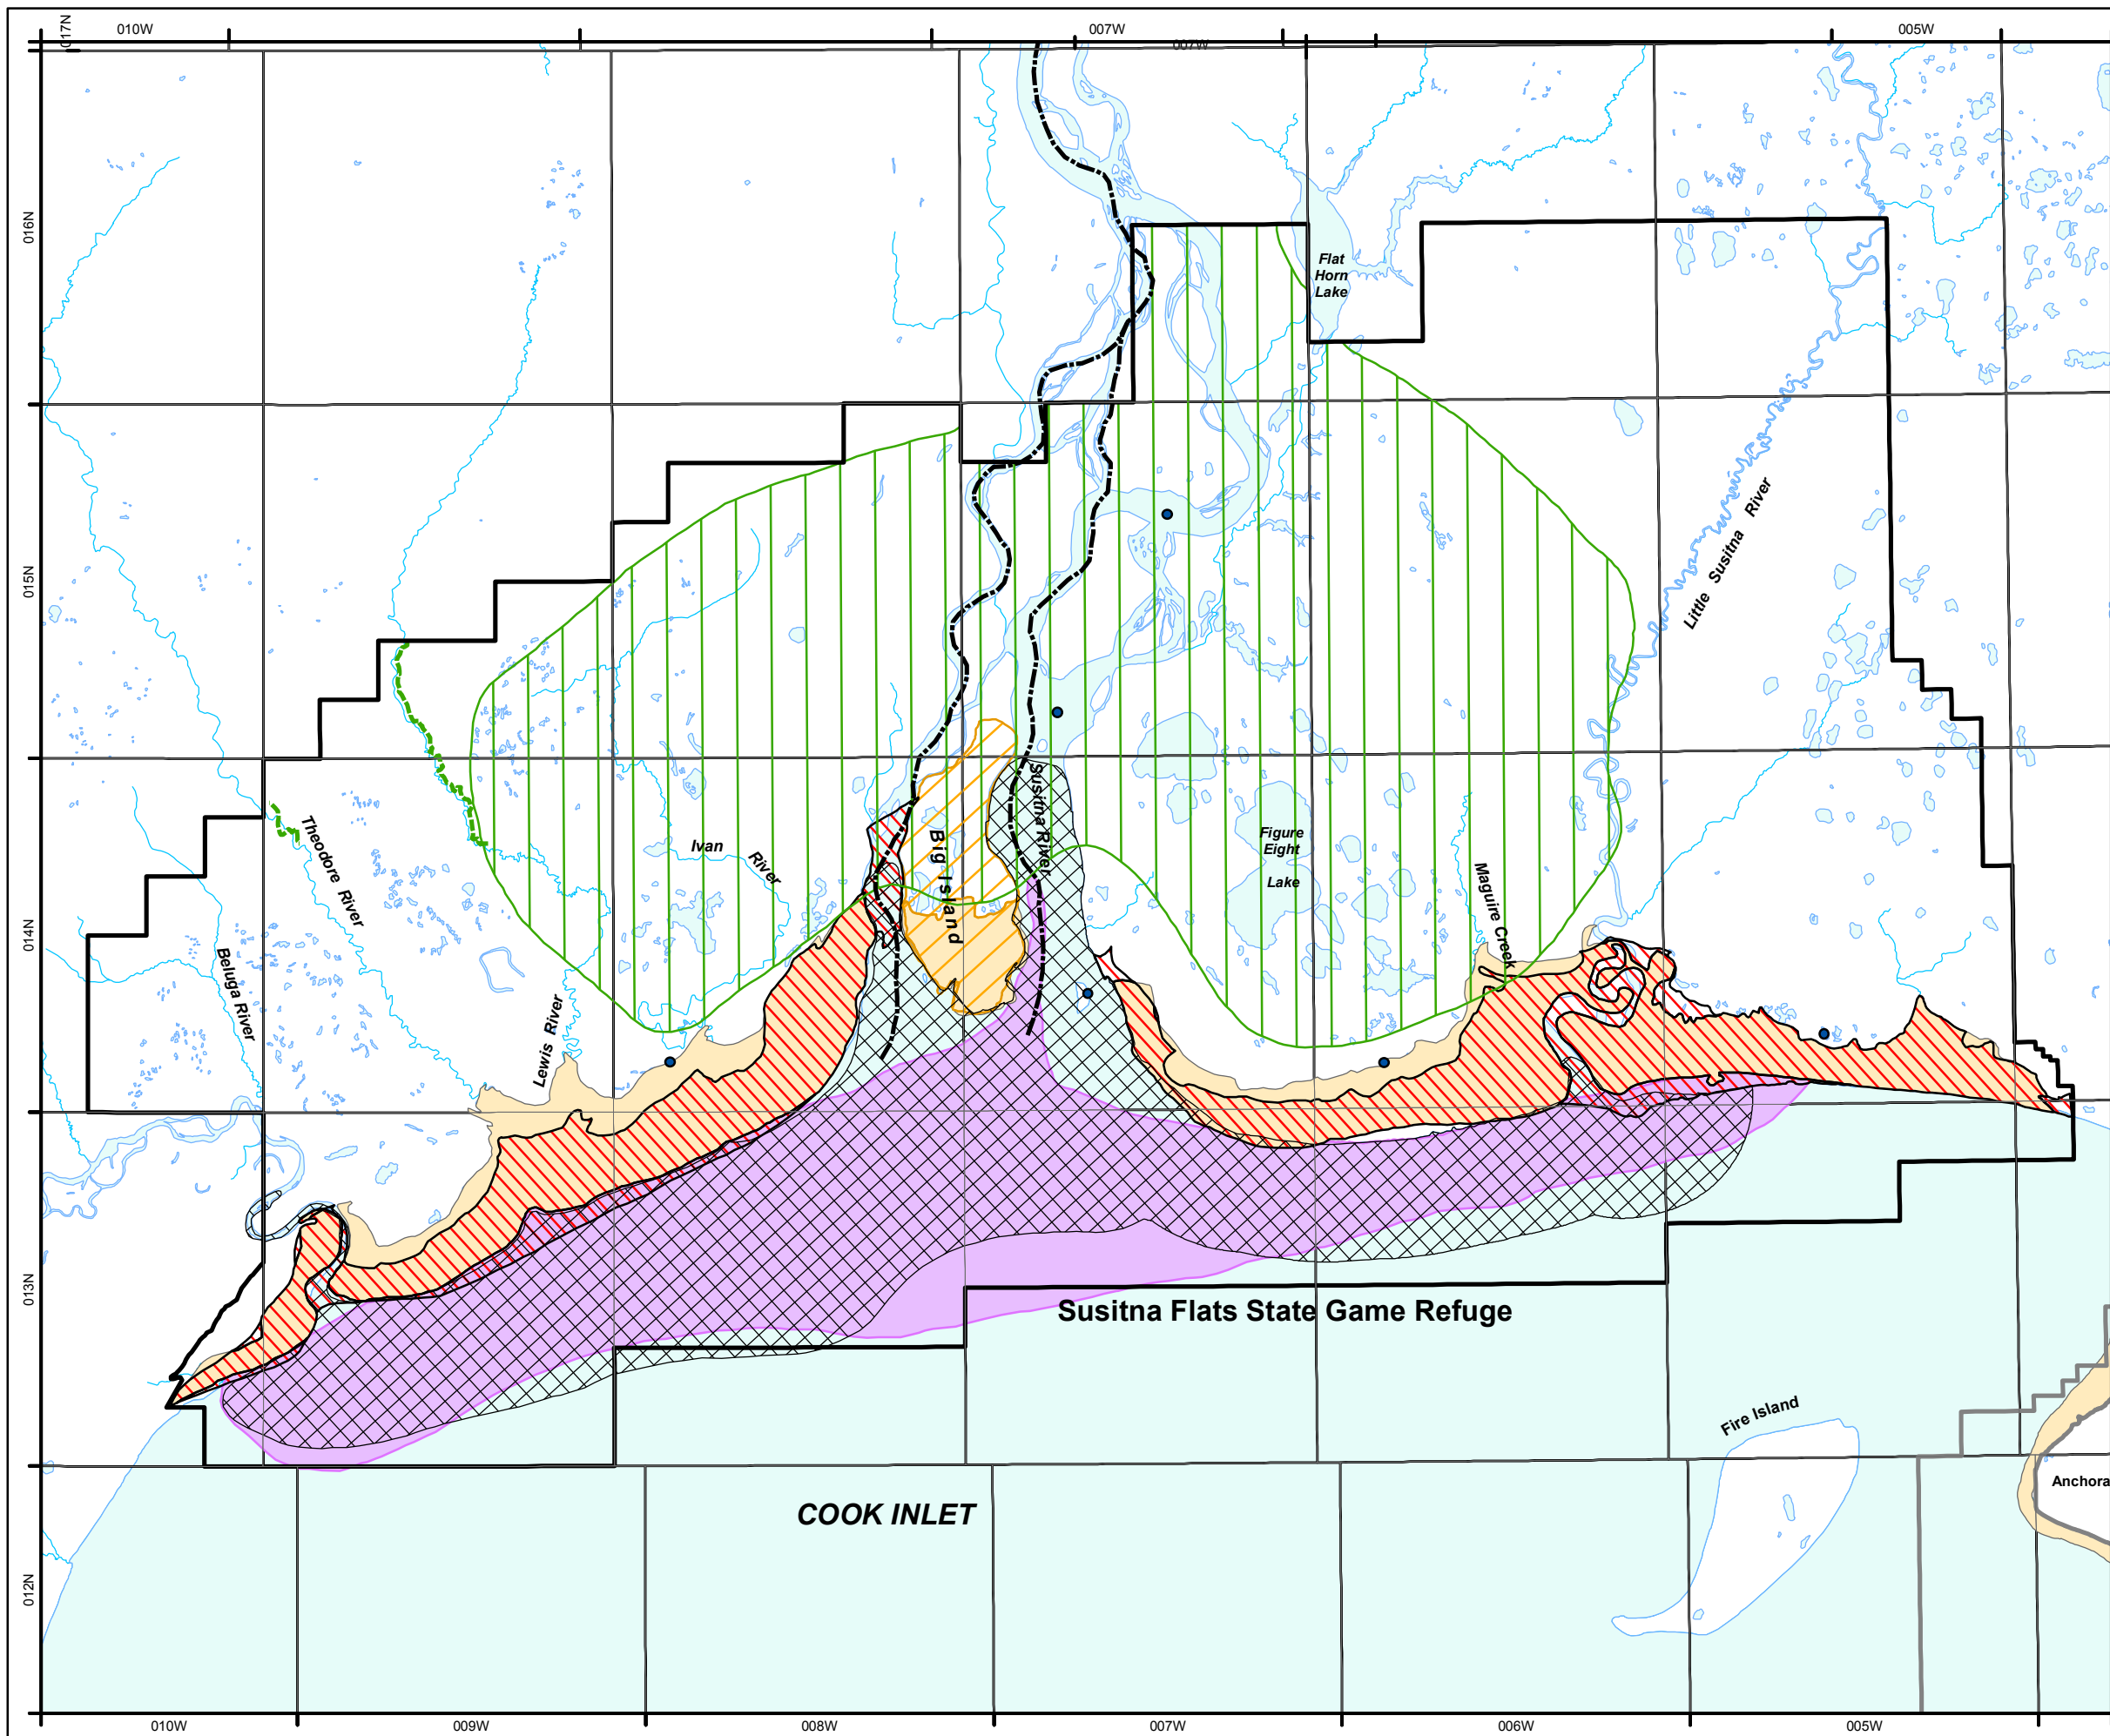 010W
007W
007W
005W
017N
016N
Flat
Horn
Lake
015N
Little Susitna River
Susitna River
Theodore River
Ivan River
Big Island
Figure
Eight
Lake
Maguire Creek
014N
Beluga River
Lewis River
013N
Susitna Flats State Game Refuge
Fire Island
Anchora
COOK INLET
012N
010W
009W
008W
007W
006W
005W